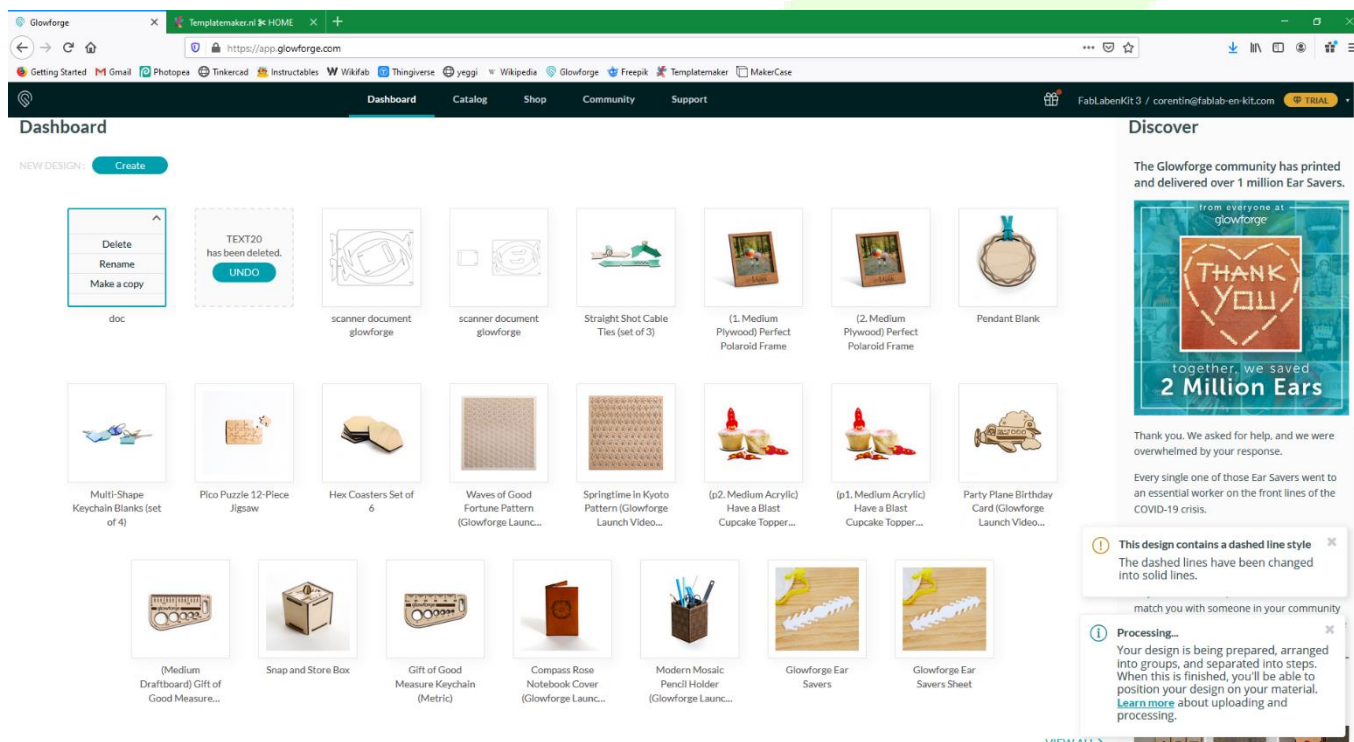 Glowforge
Templatemaker.nl ✂ HOME
https://app.glowforge.com
Getting Started Gmail Photopea Tinkercad Instructables Wikifab Thingiverse yeggi Wikipedia Glowforge Freepik Templatemaker MakerCase
Dashboard Catalog Shop Community Support
FabLabenKit 3 / corentin@fablab-en-kit.com TRIAL
Dashboard
NEW DESIGN: Create
Delete
Rename
Make a copy
doc
TEXT20
has been deleted.
UNDO
scanner document
glowforge
scanner document
glowforge
Straight Shot Cable
Ties (set of 3)
(1. Medium
Plywood) Perfect
Polaroid Frame
(2. Medium
Plywood) Perfect
Polaroid Frame
Pendant Blank
Multi-Shape
Keychain Blanks (set
of 4)
Pico Puzzle 12-Piece
Jigsaw
Hex Coasters Set of
6
Waves of Good
Fortune Pattern
(Glowforge Launc...
Springtime in Kyoto
Pattern (Glowforge
Launch Video...
(p2. Medium Acrylic)
Have a Blast
Cupcake Topper...
(p1. Medium Acrylic)
Have a Blast
Cupcake Topper...
Party Plane Birthday
Card (Glowforge
Launch Video...
(Medium
Draftboard) Gift of
Good Measure...
Snap and Store Box
Gift of Good
Measure Keychain
(Metric)
Compass Rose
Notebook Cover
(Glowforge Launc...
Modern Mosaic
Pencil Holder
(Glowforge Launc...
Glowforge Ear
Savers
Glowforge Ear
Savers Sheet
Discover
The Glowforge community has printed
and delivered over 1 million Ear Savers.
from everyone at
glowforge
THANK
YOU
together, we saved
2 Million Ears
Thank you. We asked for help, and we were
overwhelmed by your response.
Every single one of those Ear Savers went to
an essential worker on the front lines of the
COVID-19 crisis.
This design contains a dashed line style
The dashed lines have been changed
into solid lines.
match you with someone in your community
Processing...
Your design is being prepared, arranged
into groups, and separated into steps.
When this is finished, you'll be able to
position your design on your material.
Learn more about uploading and
processing.
VIEW ALL